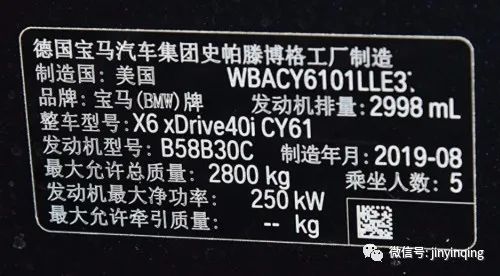 德国宝马汽车集团史帕滕博格工厂制造
制造国: 美国 WBACY6101LLE3
品牌: 宝马(BMW)牌 发动机排量: 2998 mL
整车型号: X6 xDrive40i CY61
发动机型号: B58B30C 制造年月: 2019-08
最大允许总质量: 2800 kg 乘坐人数: 5
发动机最大净功率: 250 kW
最大允许牵引质量: -- kg
微信号: jinyinqing